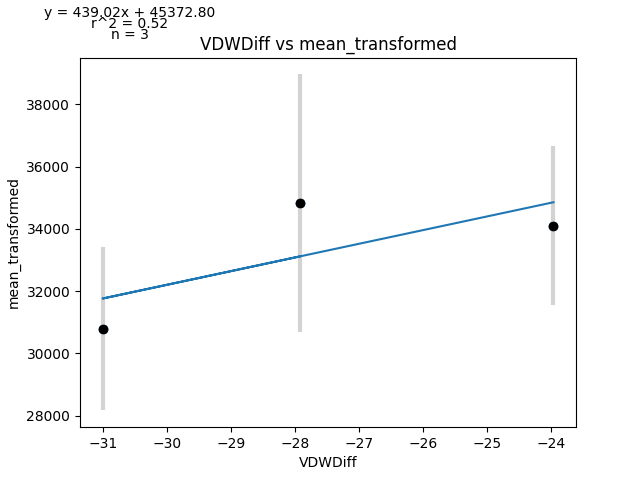 y = 439.02x + 45372.80
r^2 = 0.52
n = 3
VDWDiff vs mean_transformed
mean_transformed
38000
36000
34000
32000
30000
28000
−31 −30 −29 −28 −27 −26 −25 −24
VDWDiff